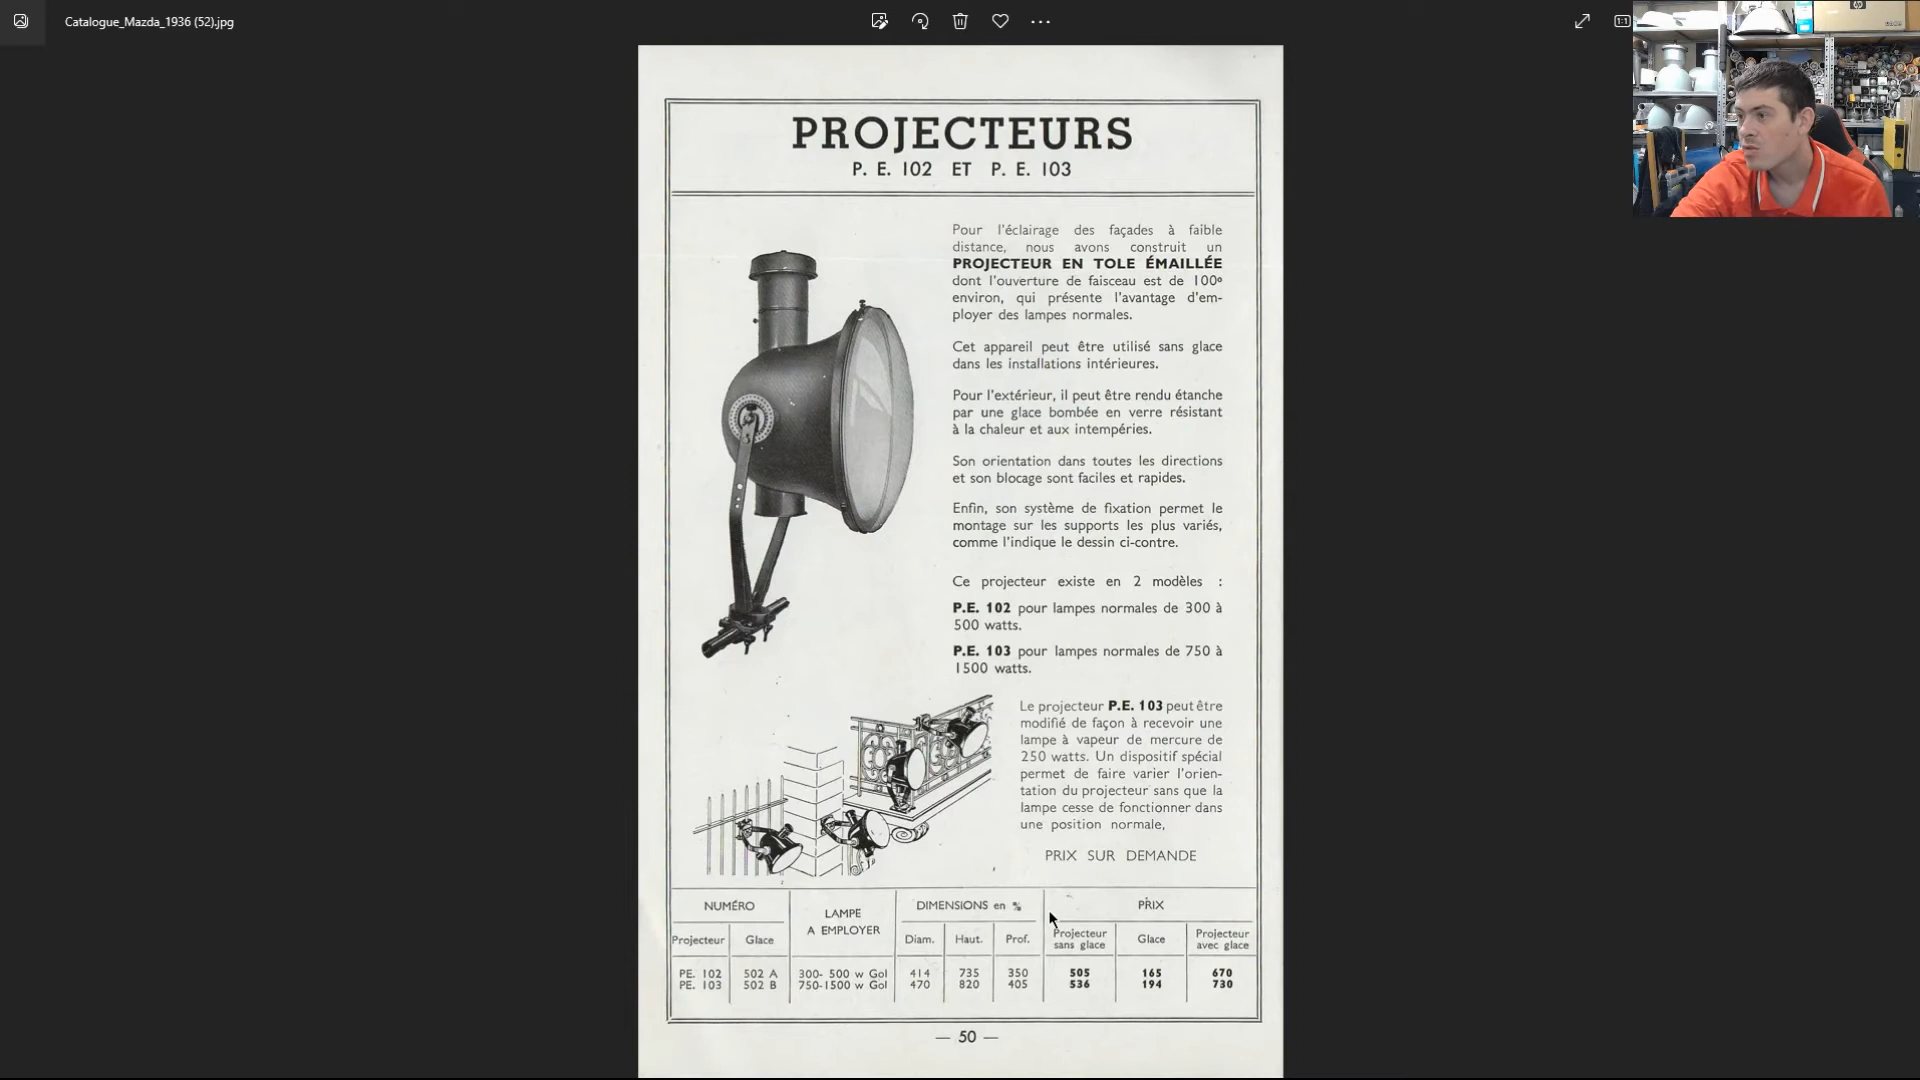 Catalogue_Mazda_1936 (52).jpg
PROJECTEURS
P. E. 102 ET P. E. 103
Pour l'éclairage des façades à faible
distance, nous avons construit un
PROJECTEUR EN TOLE ÉMAILLÉE
dont l'ouverture de faisceau est de 100°
environ, qui présente l'avantage d'em-
ployer des lampes normales.
Cet appareil peut être utilisé sans glace
dans les installations intérieures.
Pour l'extérieur, il peut être rendu étanche
par une glace bombée en verre résistant
à la chaleur et aux intempéries.
Son orientation dans toutes les directions
et son blocage sont faciles et rapides.
Enfin, son système de fixation permet le
montage sur les supports les plus variés,
comme l'indique le dessin ci-contre.
Ce projecteur existe en 2 modèles :
P.E. 102 pour lampes normales de 300 à
500 watts.
P.E. 103 pour lampes normales de 750 à
1500 watts.
Le projecteur P.E. 103 peut être
modifié de façon à recevoir une
lampe à vapeur de mercure de
250 watts. Un dispositif spécial
permet de faire varier l'orien-
tation du projecteur sans que la
lampe cesse de fonctionner dans
une position normale,
PRIX SUR DEMANDE
NUMÉRO LAMPE A EMPLOYER DIMENSIONS en % PRIX
Projecteur Glace Diam. Haut. Prof. Projecteur sans glace Glace Projecteur avec glace
PE. 102 502 A 300- 500 w Gol 414 735 350 505 165 670
PE. 103 502 B 750-1500 w Gol 470 820 405 536 194 730
— 50 —
1:1